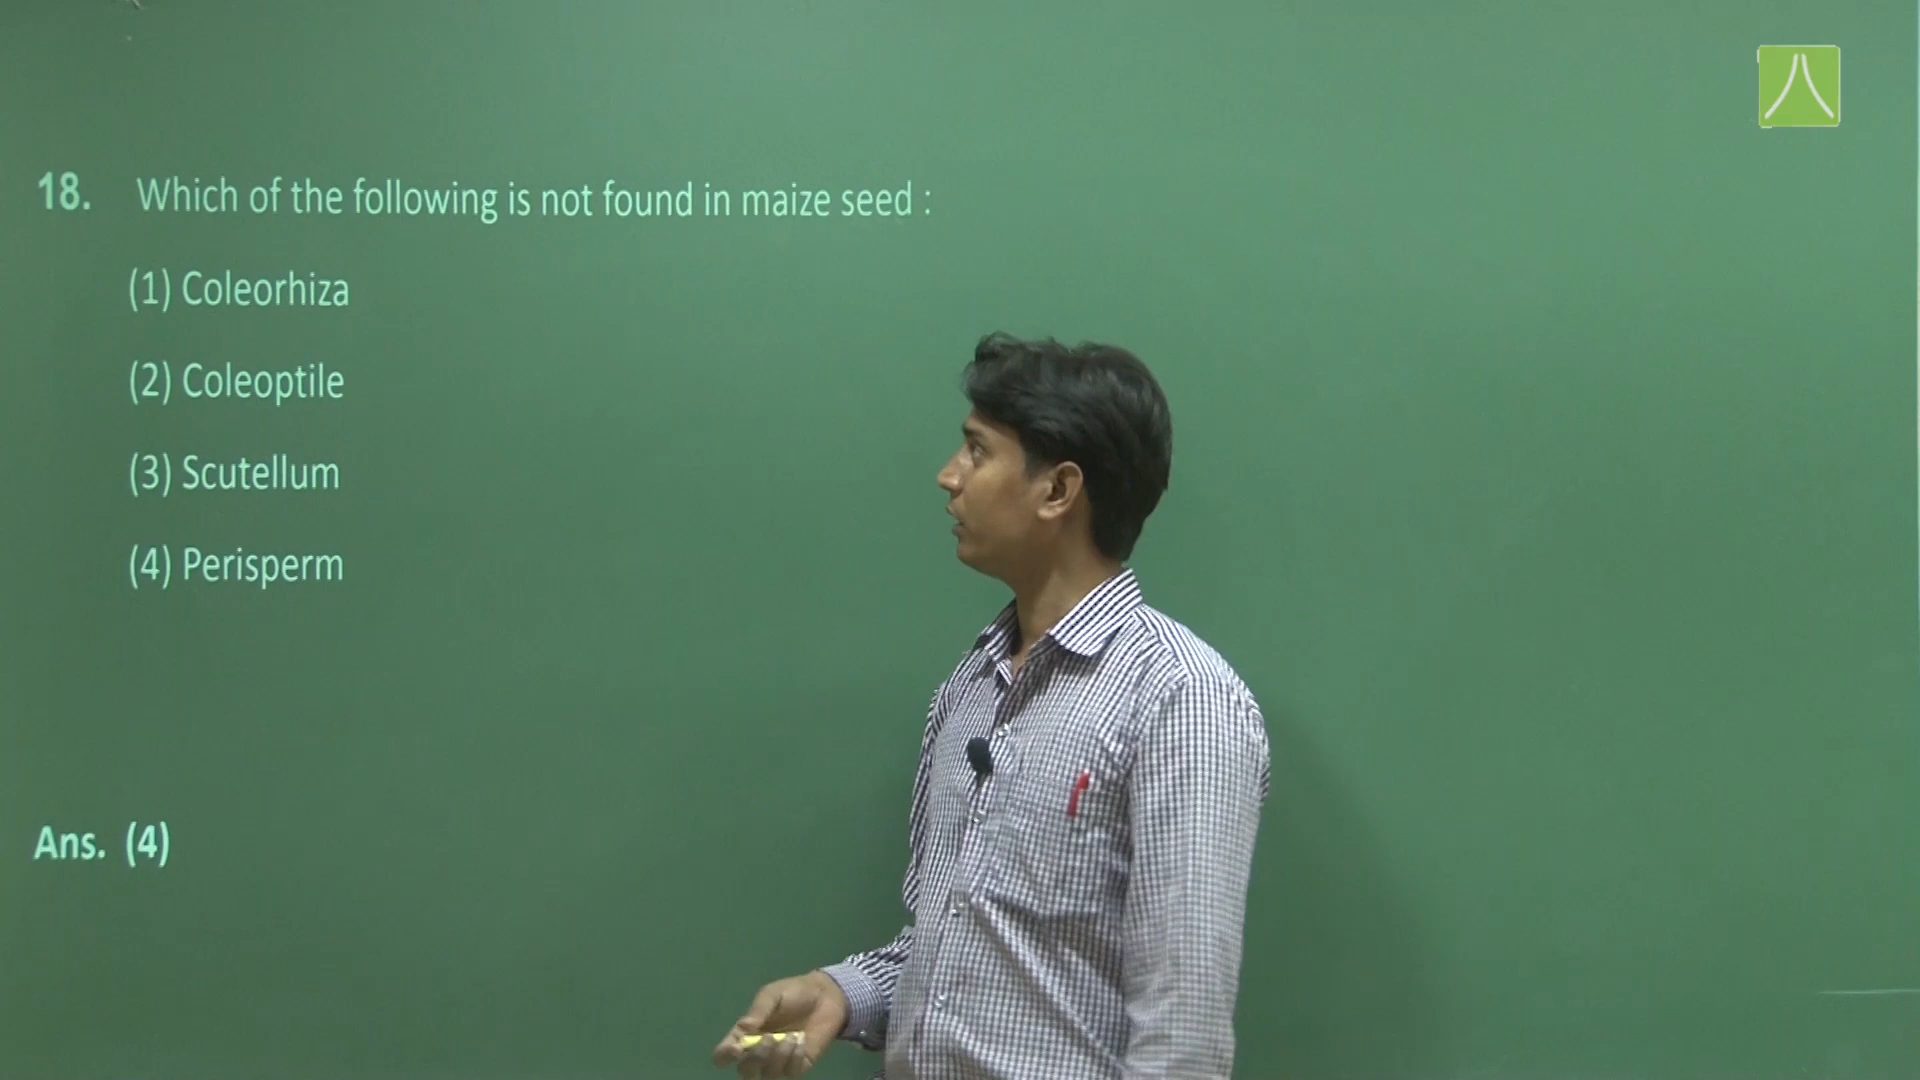 18. Which of the following is not found in maize seed :
(1) Coleorhiza
(2) Coleoptile
(3) Scutellum
(4) Perisperm
Ans. (4)